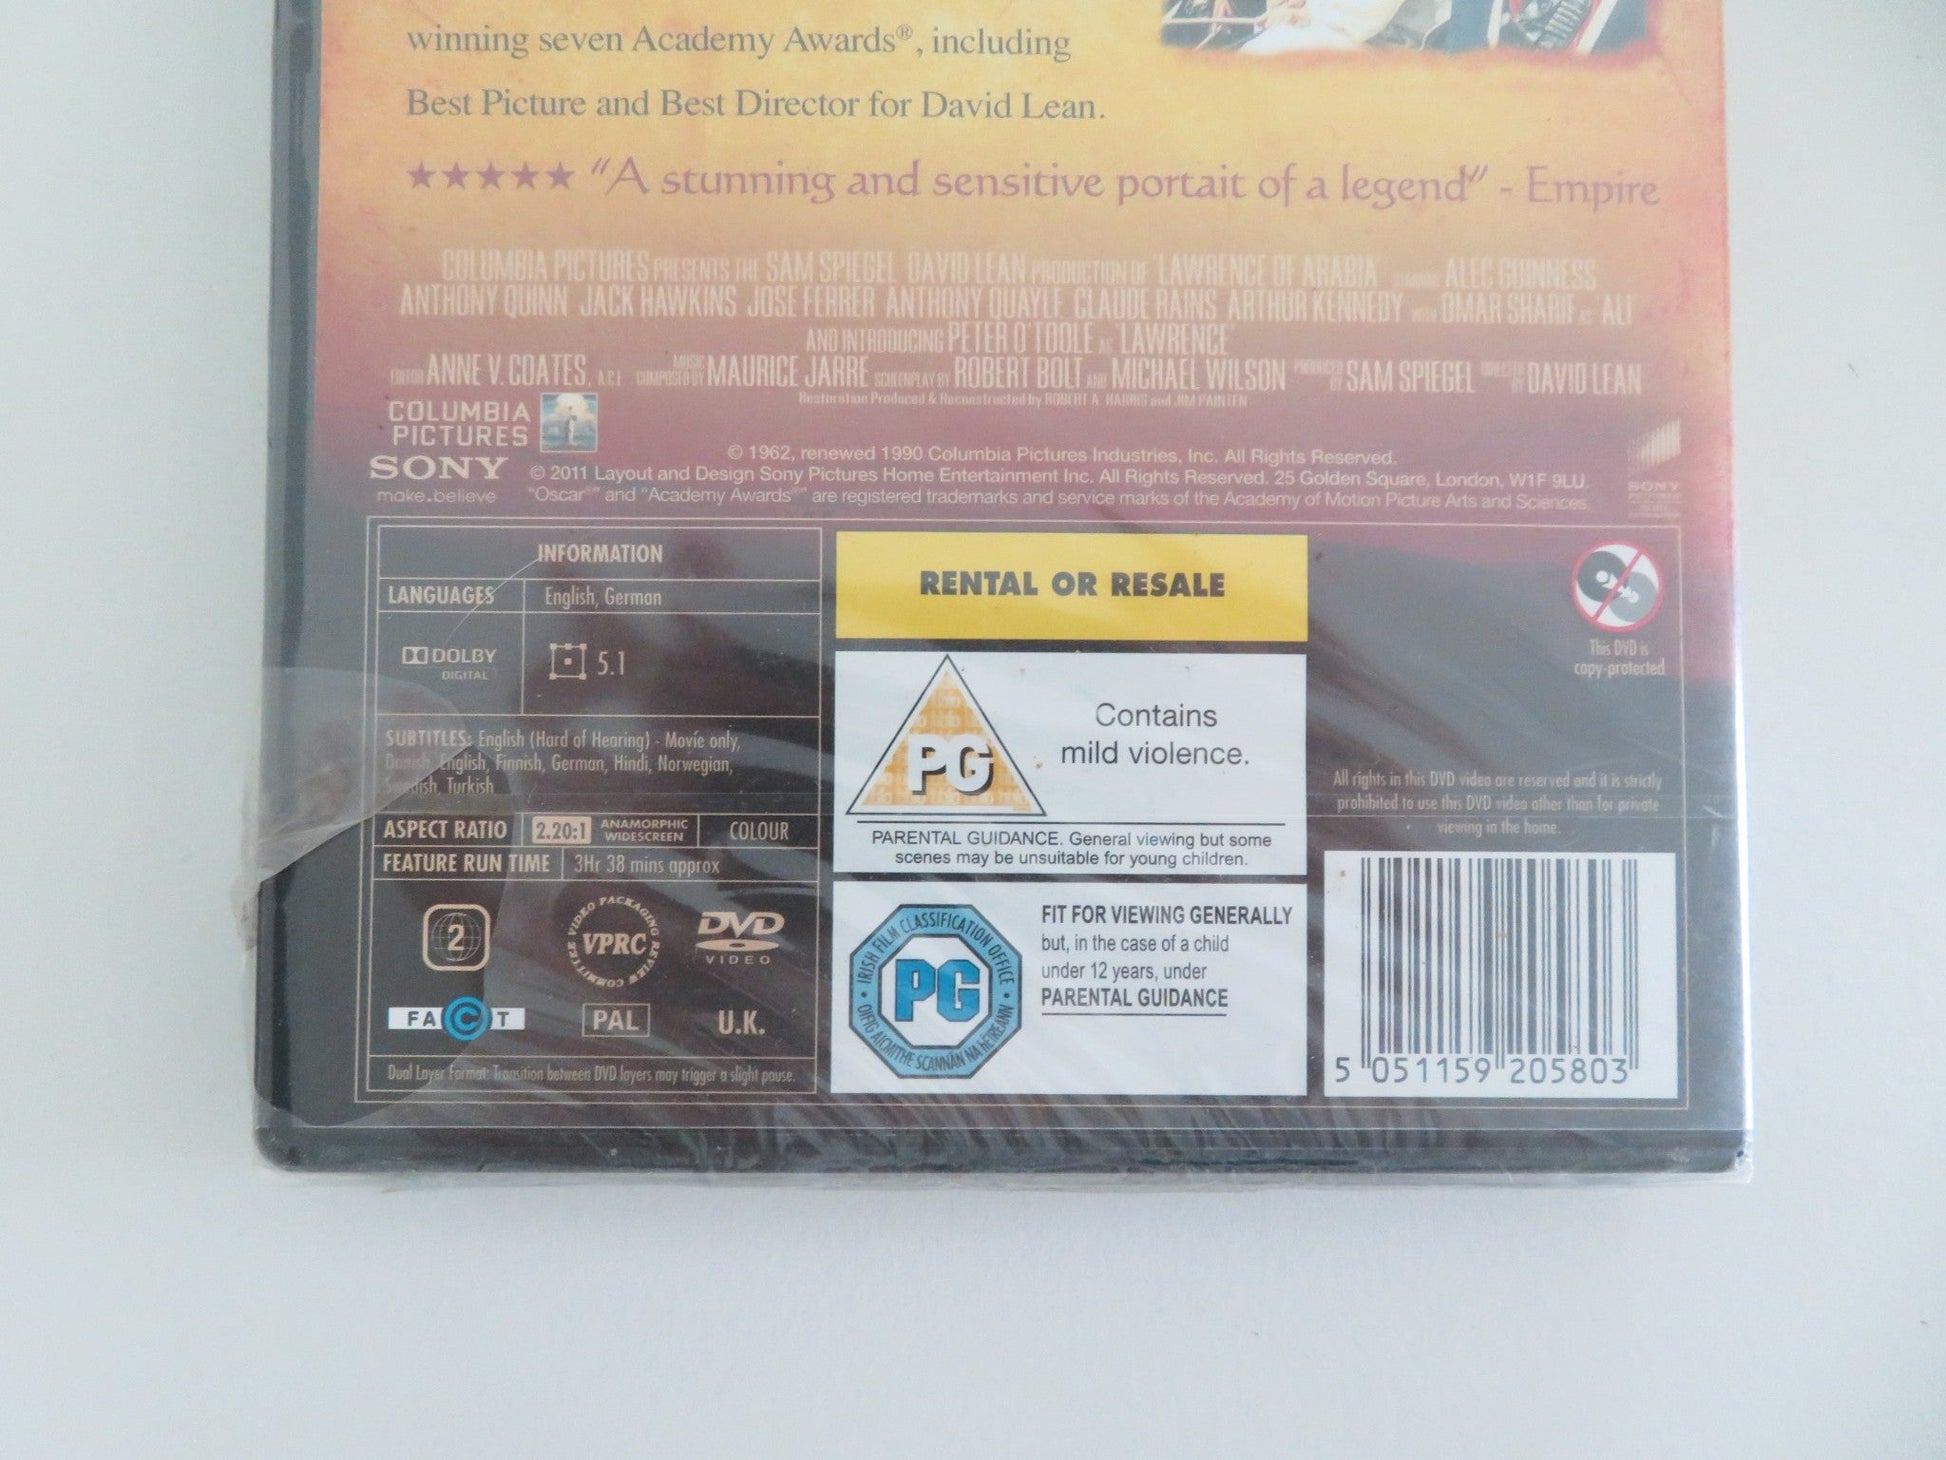 winning seven Academy Awards®, including
Best Picture and Best Director for David Lean.
★★★★★ "A stunning and sensitive portait of a legend" - Empire
COLUMBIA PICTURES PRESENTS THE SAM SPIEGEL DAVID LEAN PRODUCTION OF 'LAWRENCE OF ARABIA' STARRING ALEC GUINNESS
ANTHONY QUINN JACK HAWKINS JOSE FERRER ANTHONY QUAYLE CLAUDE RAINS ARTHUR KENNEDY WITH OMAR SHARIF AS 'ALI'
AND INTRODUCING PETER O'TOOLE AS 'LAWRENCE'
EDITOR ANNE V. COATES, A.C.E. MUSIC COMPOSED BY MAURICE JARRE SCREENPLAY BY ROBERT BOLT AND MICHAEL WILSON PRODUCED BY SAM SPIEGEL DIRECTED BY DAVID LEAN
Restoration Produced & Reconstructed by ROBERT A. HARRIS and JIM PAINTEN
COLUMBIA
PICTURES
SONY
make.believe
© 1962, renewed 1990 Columbia Pictures Industries, Inc. All Rights Reserved.
© 2011 Layout and Design Sony Pictures Home Entertainment Inc. All Rights Reserved. 25 Golden Square, London, W1F 9LU.
"Oscar®" and "Academy Awards®" are registered trademarks and service marks of the Academy of Motion Picture Arts and Sciences.
SONY
INFORMATION
LANGUAGES English, German
DOLBY
DIGITAL
5.1
SUBTITLES: English (Hard of Hearing) - Movie only,
Danish, English, Finnish, German, Hindi, Norwegian,
Swedish, Turkish
ASPECT RATIO 2.20:1 ANAMORPHIC WIDESCREEN COLOUR
FEATURE RUN TIME 3Hr 38 mins approx
2
VIDEO PACKAGING REVIEW COMMITTEE
VPRC
DVD
VIDEO
FACT
PAL
U.K.
Dual Layer Format: Transition between DVD layers may trigger a slight pause.
RENTAL OR RESALE
PG
Contains
mild violence.
PARENTAL GUIDANCE. General viewing but some
scenes may be unsuitable for young children.
IRISH FILM CLASSIFICATION OFFICE
PG
OIFIG AICMITHE SCANNÁN NA hÉIREANN
FIT FOR VIEWING GENERALLY
but, in the case of a child
under 12 years, under
PARENTAL GUIDANCE
This DVD is
copy-protected
All rights in this DVD video are reserved and it is strictly
prohibited to use this DVD video other than for private
viewing in the home.
5 051159 205803